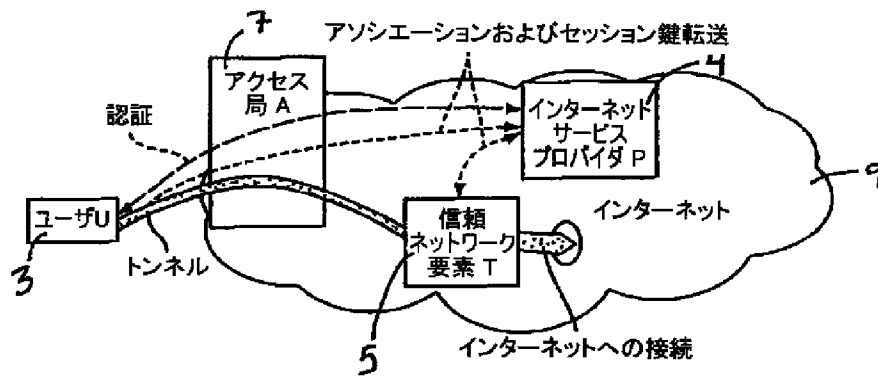 7
アソシエーションおよびセッション鍵転送
4
アクセス
局 A
認証
インターネット
サービス
プロバイダ P
9
ユーザU
信頼
ネットワーク
要素 T
インターネット
3
トンネル
5
インターネットへの接続